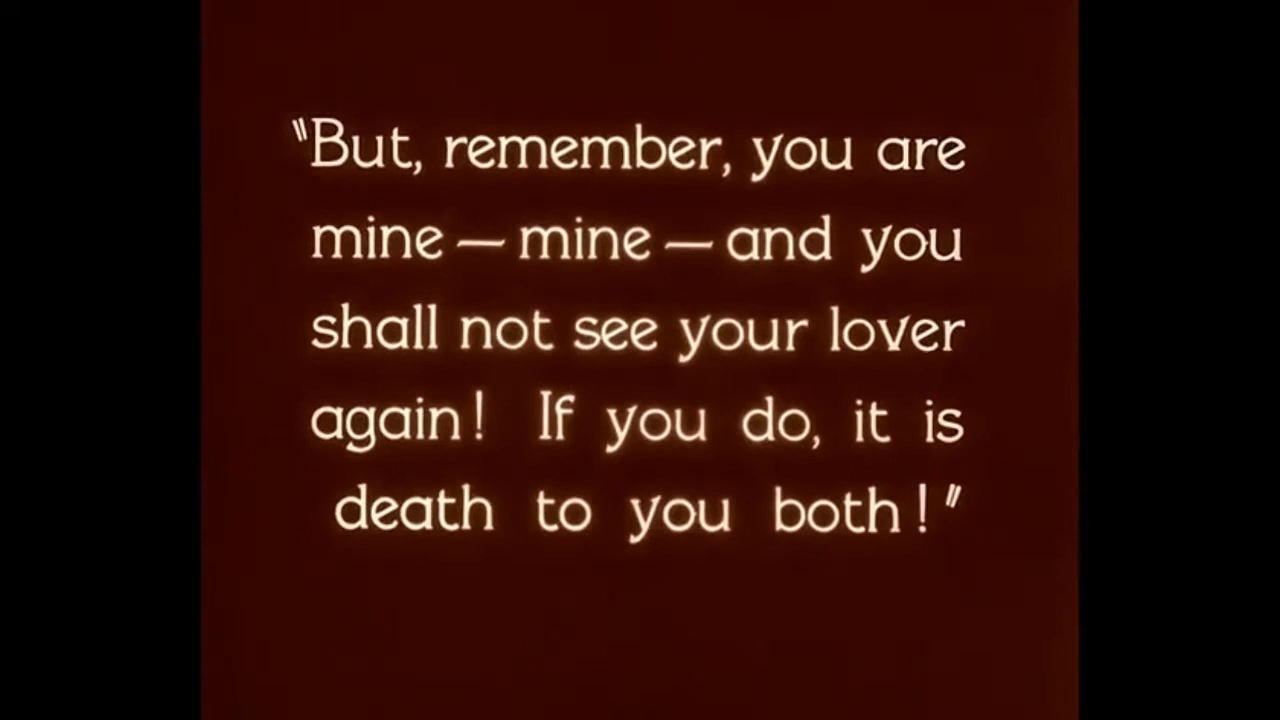 "But, remember, you are
mine — mine — and you
shall not see your lover
again! If you do, it is
death to you both!"